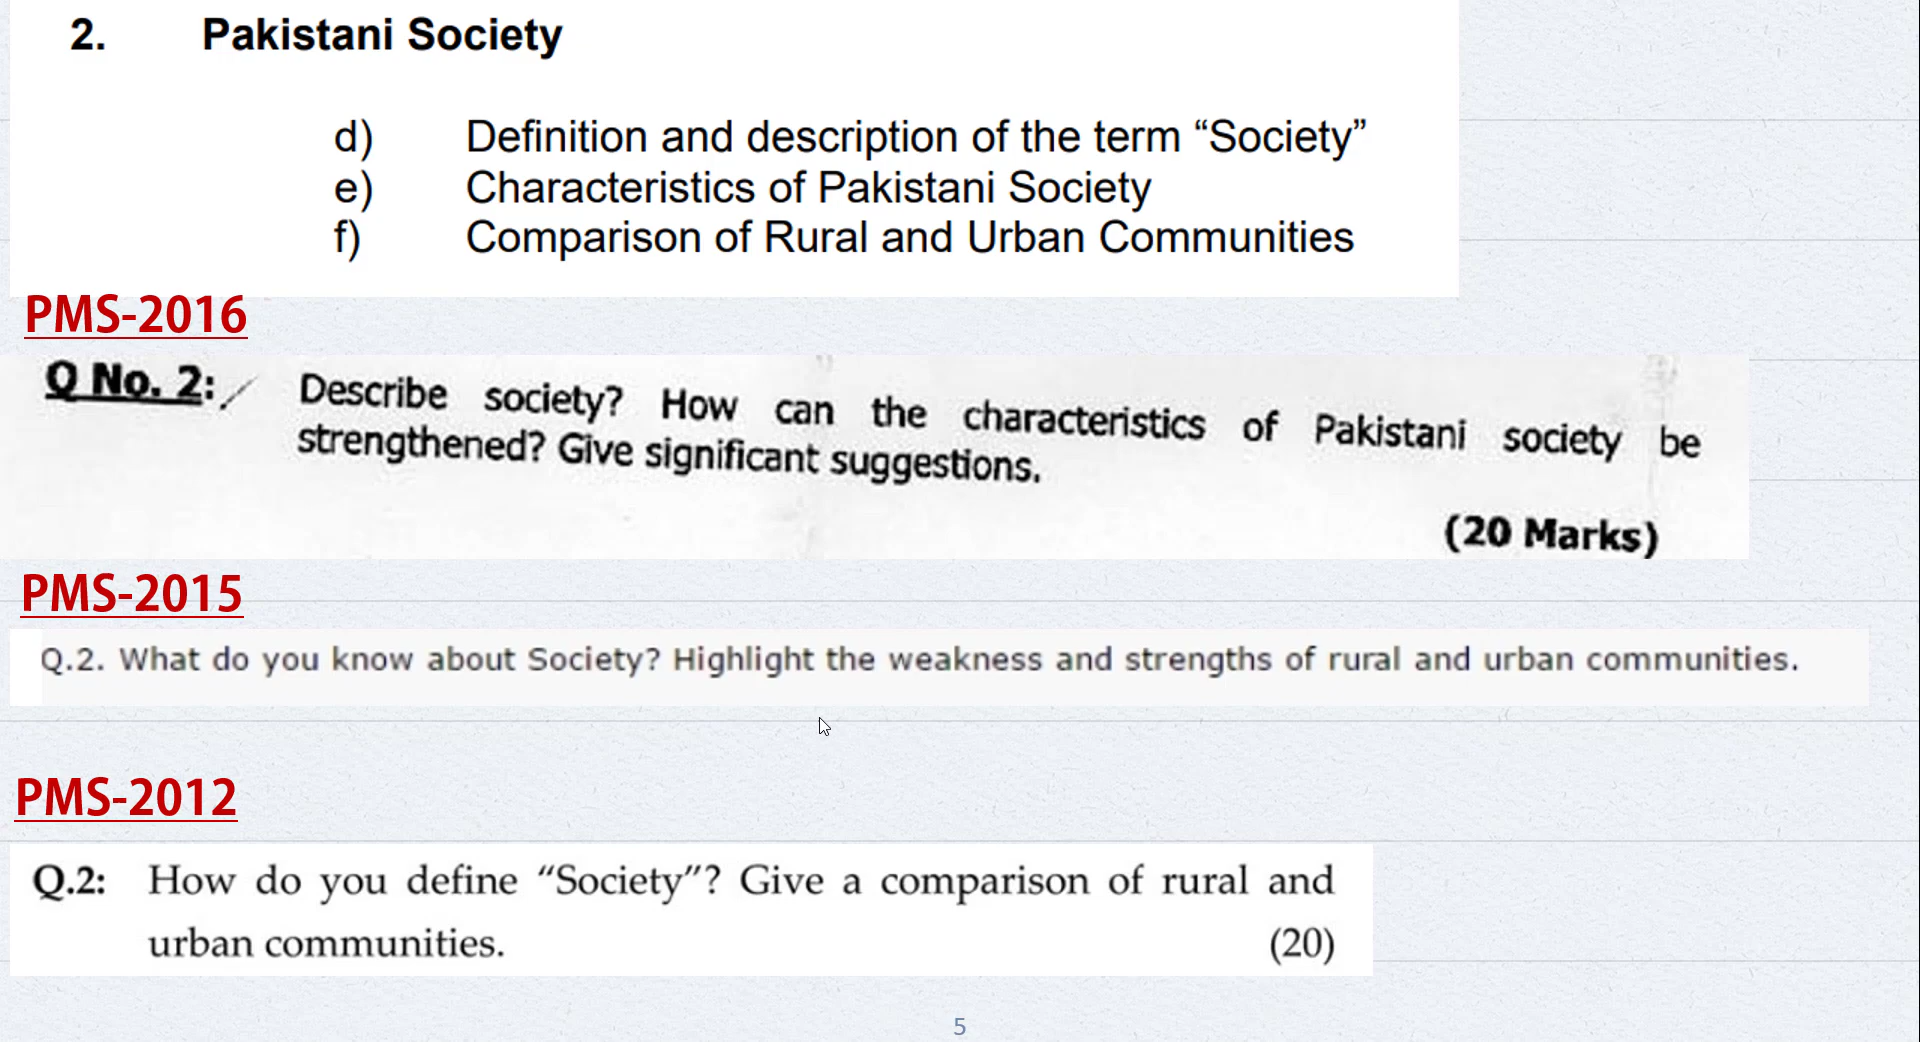 2. Pakistani Society
d) Definition and description of the term “Society”
e) Characteristics of Pakistani Society
f) Comparison of Rural and Urban Communities
PMS-2016
Q No. 2: Describe society? How can the characteristics of Pakistani society be
strengthened? Give significant suggestions.
(20 Marks)
PMS-2015
Q.2. What do you know about Society? Highlight the weakness and strengths of rural and urban communities.
PMS-2012
Q.2: How do you define “Society”? Give a comparison of rural and
urban communities. (20)
5